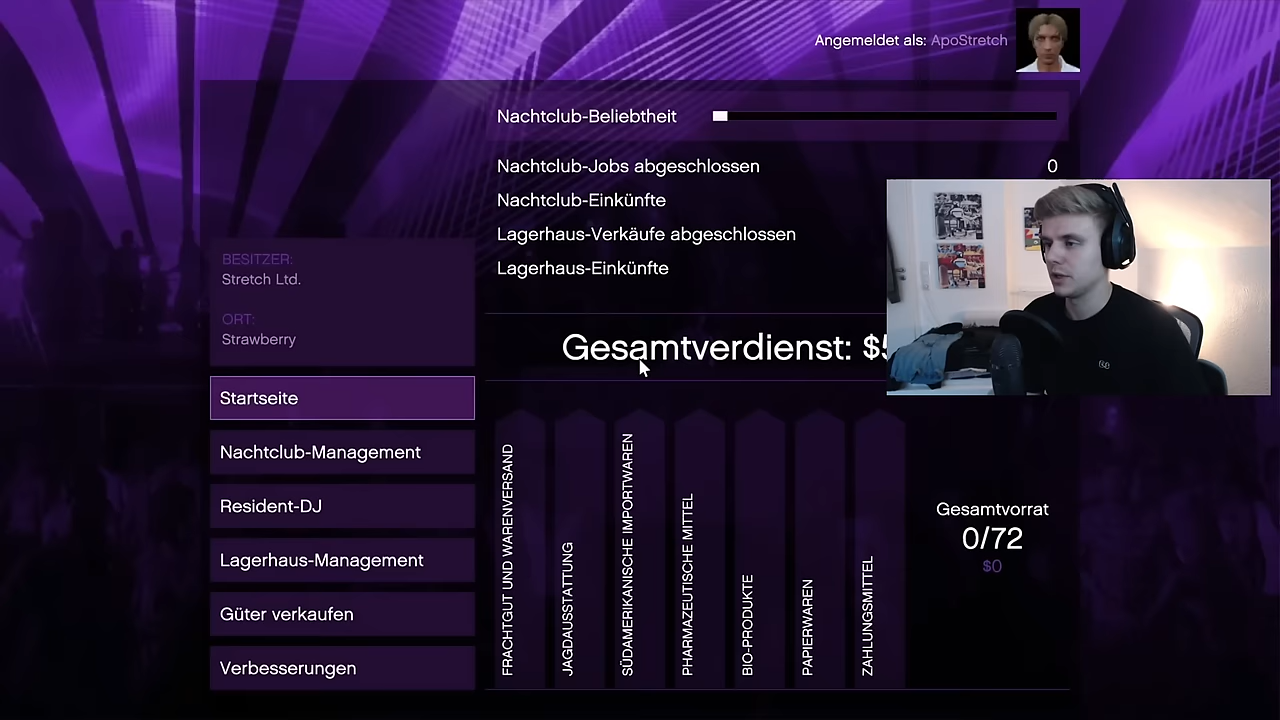 Angemeldet als: ApoStretch
Nachtclub-Beliebtheit
Nachtclub-Jobs abgeschlossen 0
Nachtclub-Einkünfte
Lagerhaus-Verkäufe abgeschlossen
Lagerhaus-Einkünfte
BESITZER:
Stretch Ltd.
ORT:
Strawberry
Gesamtverdienst: $5
Startseite
Nachtclub-Management
Resident-DJ
Lagerhaus-Management
Güter verkaufen
Verbesserungen
FRACHTGUT UND WARENVERSAND
JAGDAUSSTATTUNG
SÜDAMERIKANISCHE IMPORTWAREN
PHARMAZEUTISCHE MITTEL
BIO-PRODUKTE
PAPIERWAREN
ZAHLUNGSMITTEL
Gesamtvorrat
0/72
$0